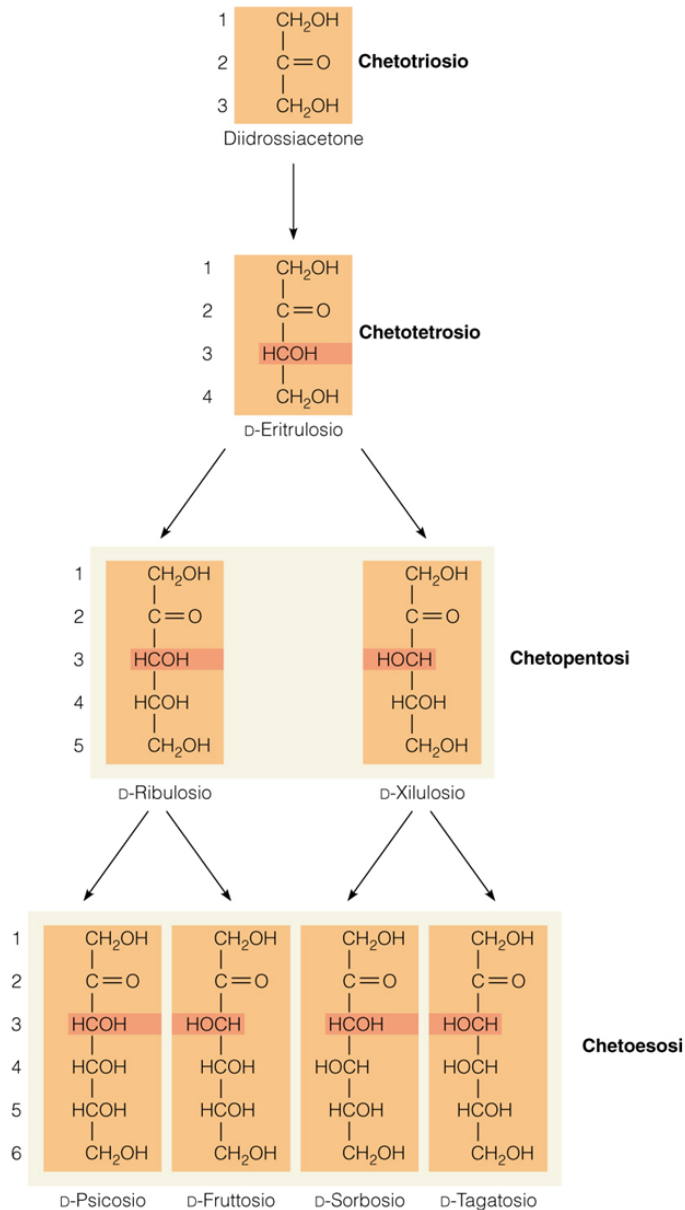 1 CH₂OH
2 C=O Chetotriosio
3 CH₂OH
Diidrossiacetone
1 CH₂OH
2 C=O
Chetotetrosio
3 HCOH
4 CH₂OH
D-Eritrulosio
1 CH₂OH CH₂OH
2 C=O C=O
3 HCOH HOCH Chetopentosi
4 HCOH HCOH
5 CH₂OH CH₂OH
D-Ribulosio D-Xilulosio
1 CH₂OH CH₂OH CH₂OH CH₂OH
2 C=O C=O C=O C=O
3 HCOH HOCH HCOH HOCH
Chetoesosi
4 HCOH HCOH HOCH HOCH
5 HCOH HCOH HCOH HCOH
6 CH₂OH CH₂OH CH₂OH CH₂OH
D-Psicosio D-Fruttosio D-Sorbosio D-Tagatosio